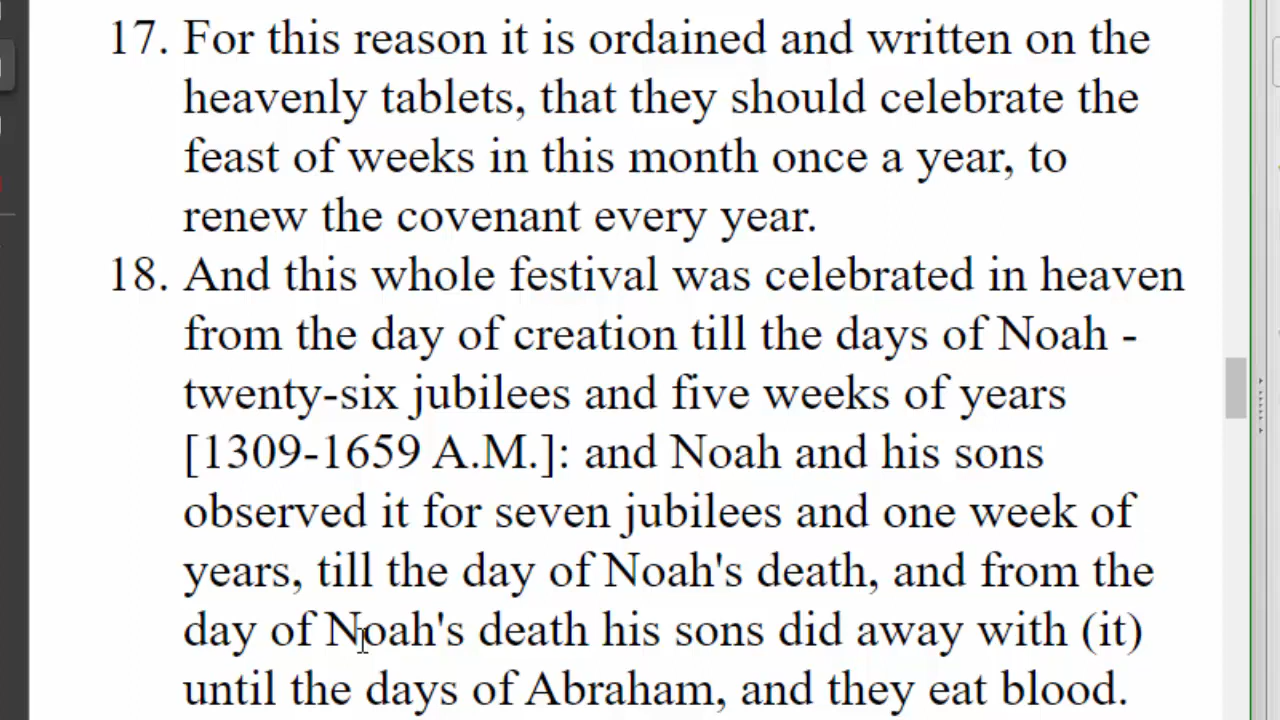 17. For this reason it is ordained and written on the
heavenly tablets, that they should celebrate the
feast of weeks in this month once a year, to
renew the covenant every year.
18. And this whole festival was celebrated in heaven
from the day of creation till the days of Noah -
twenty-six jubilees and five weeks of years
[1309-1659 A.M.]: and Noah and his sons
observed it for seven jubilees and one week of
years, till the day of Noah's death, and from the
day of Noah's death his sons did away with (it)
until the days of Abraham, and they eat blood.